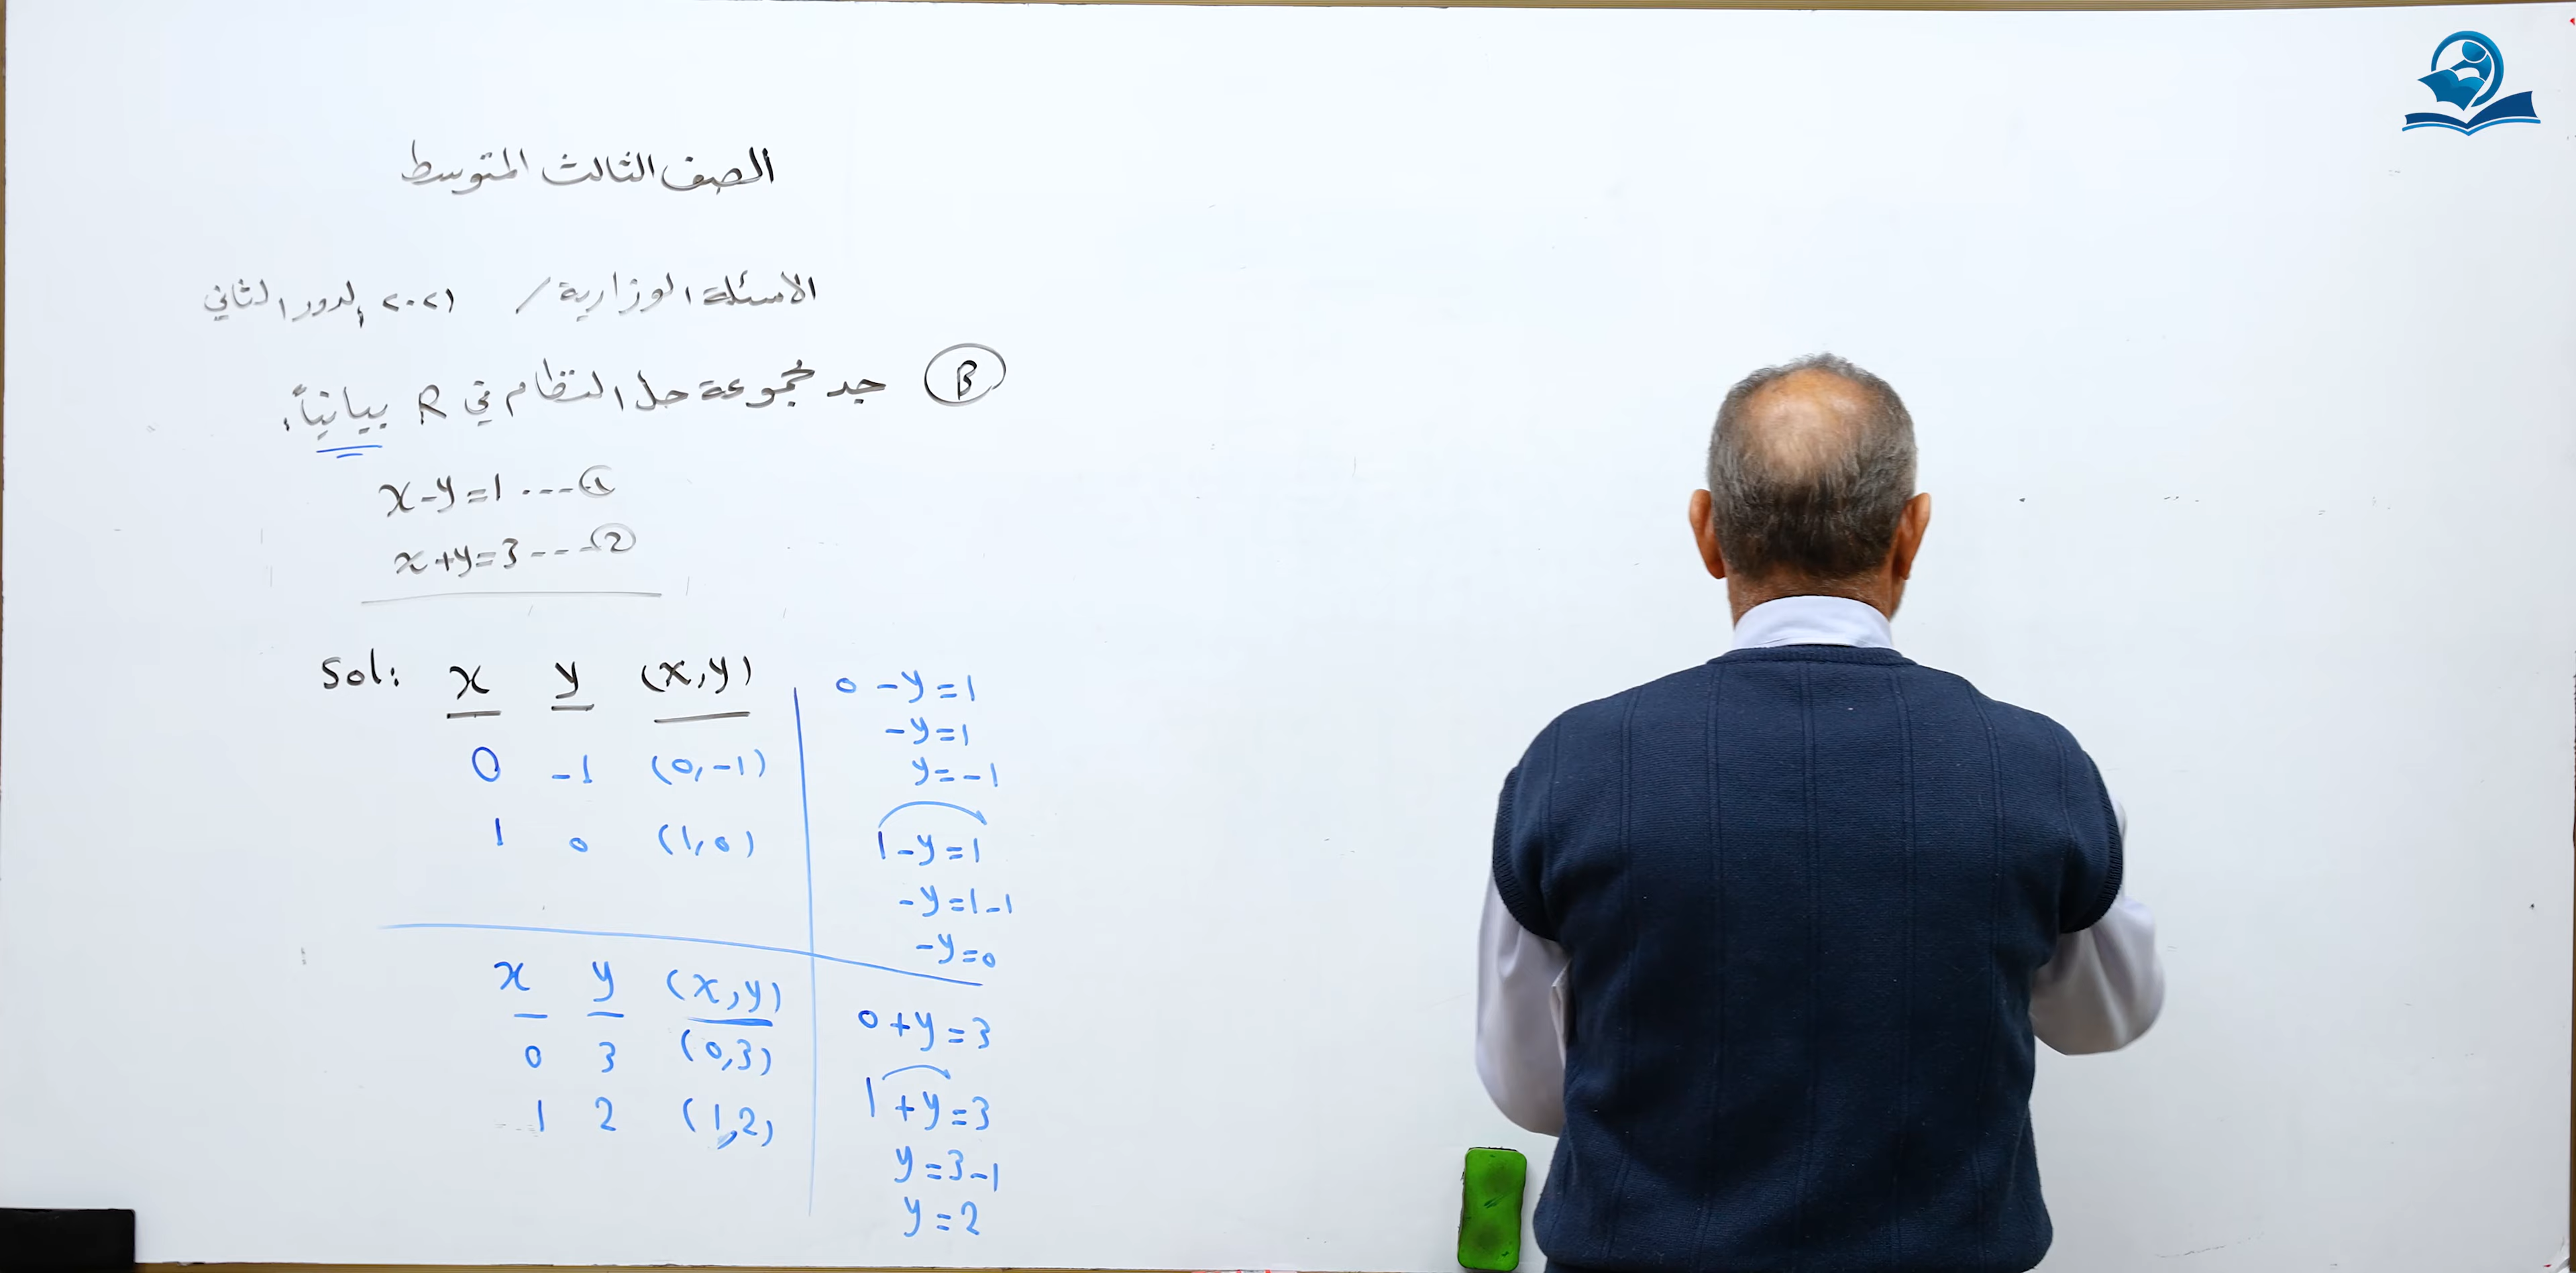 الصف الثالث المتوسط
الاسئلة الوزارية / ٢٠٢١ الدور الثاني
B جد مجموعة حل النظام في R بيانياً.
x-y=1 ---- 1
x+y=3 --- 2
Sol: x y (x,y)
0 -1 (0,-1)
1 0 (1,0)
0 -y=1
-y=1
y=-1
1-y=1
-y=1-1
-y=0
x y (x,y)
0 3 (0,3)
1 2 (1,2)
0+y=3
1+y=3
y=3-1
y=2